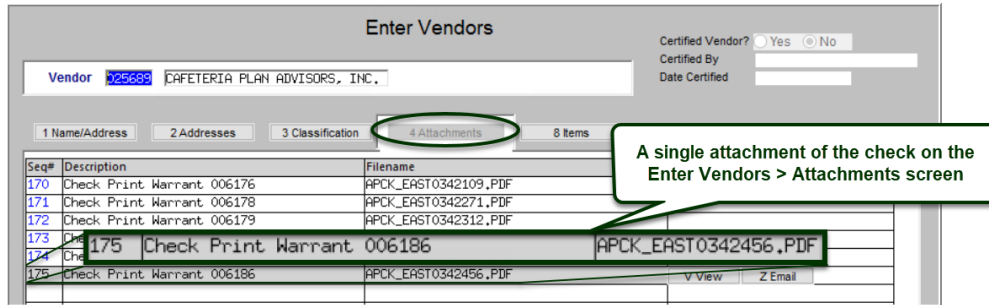 Enter Vendors
Certified Vendor? Yes No
Certified By
Date Certified
Vendor 025689 CAFETERIA PLAN ADVISORS, INC.
1 Name/Address 2 Addresses 3 Classification 4 Attachments 8 Items
A single attachment of the check on the
Enter Vendors > Attachments screen
Seq# Description Filename
170 Check Print Warrant 006176 APCK_EAST0342109.PDF
171 Check Print Warrant 006178 APCK_EAST0342271.PDF
172 Check Print Warrant 006179 APCK_EAST0342312.PDF
173
175 Check Print Warrant 006186 APCK_EAST0342456.PDF
174
175 Check Print Warrant 006186 APCK_EAST0342456.PDF V View Z Email